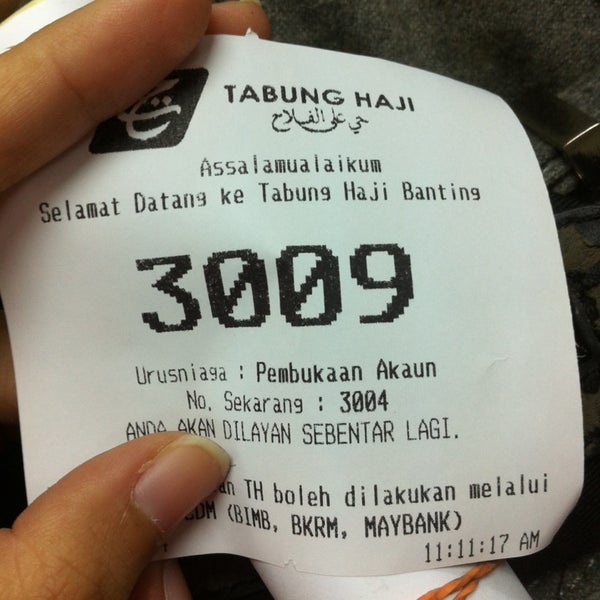 TABUNG HAJI
حي على الفلاح
Assalamualaikum
Selamat Datang ke Tabung Haji Banting
3009
Urusniaga : Pembukaan Akaun
No. Sekarang : 3004
ANDA AKAN DILAYAN SEBENTAR LAGI.
TH boleh dilakukan melalui
(BIMB, BKRM, MAYBANK)
11:11:17 AM